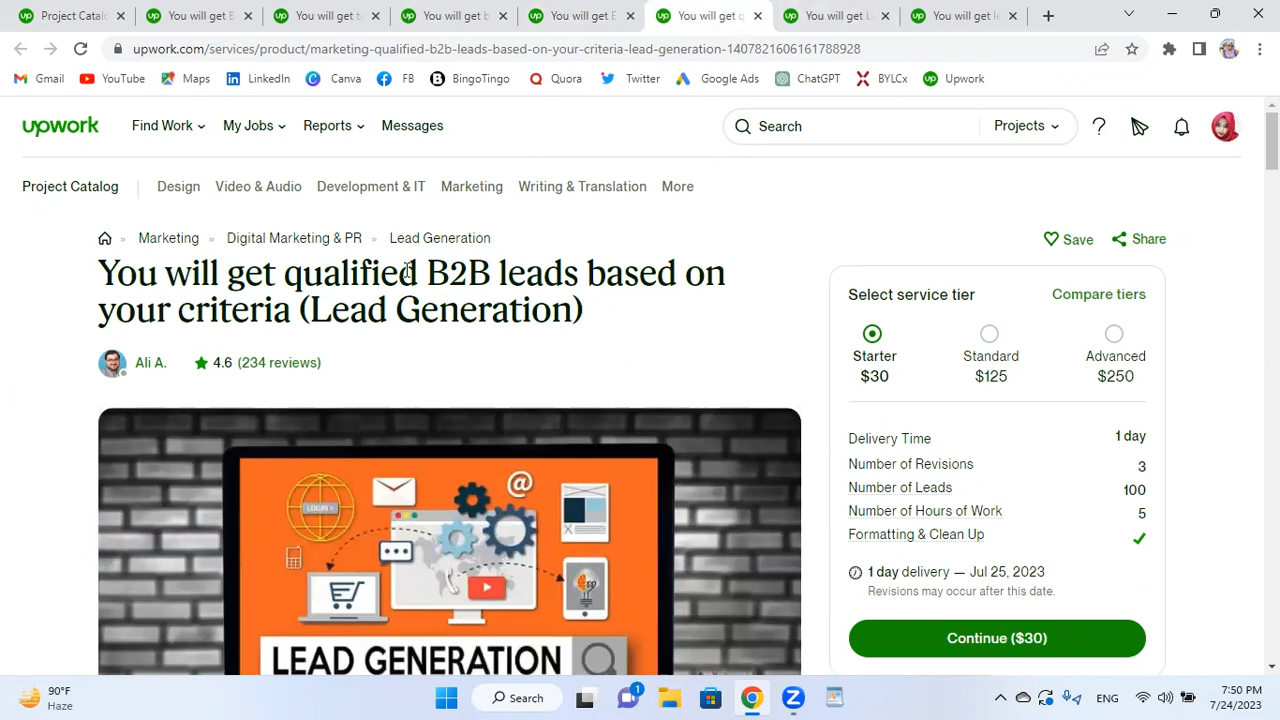 Project Catalog
You will get
You will get t
You will get b
You will get E
You will get q
You will get L
You will get le
upwork.com/services/product/marketing-qualified-b2b-leads-based-on-your-criteria-lead-generation-1407821606161788928
Gmail YouTube Maps LinkedIn Canva FB BingoTingo Quora Twitter Google Ads ChatGPT BYLCx Upwork
upwork Find Work My Jobs Reports Messages Search Projects ?
Project Catalog Design Video & Audio Development & IT Marketing Writing & Translation More
Marketing » Digital Marketing & PR » Lead Generation
Save Share
You will get qualified B2B leads based on
your criteria (Lead Generation)
Ali A. 4.6 (234 reviews)
LOGIN
@
LEAD GENERATION
Select service tier Compare tiers
Starter Standard Advanced
$30 $125 $250
Delivery Time 1 day
Number of Revisions 3
Number of Leads 100
Number of Hours of Work 5
Formatting & Clean Up
1 day delivery — Jul 25, 2023
Revisions may occur after this date.
Continue ($30)
90°F
Haze
Search
1
ENG
7:50 PM
7/24/2023